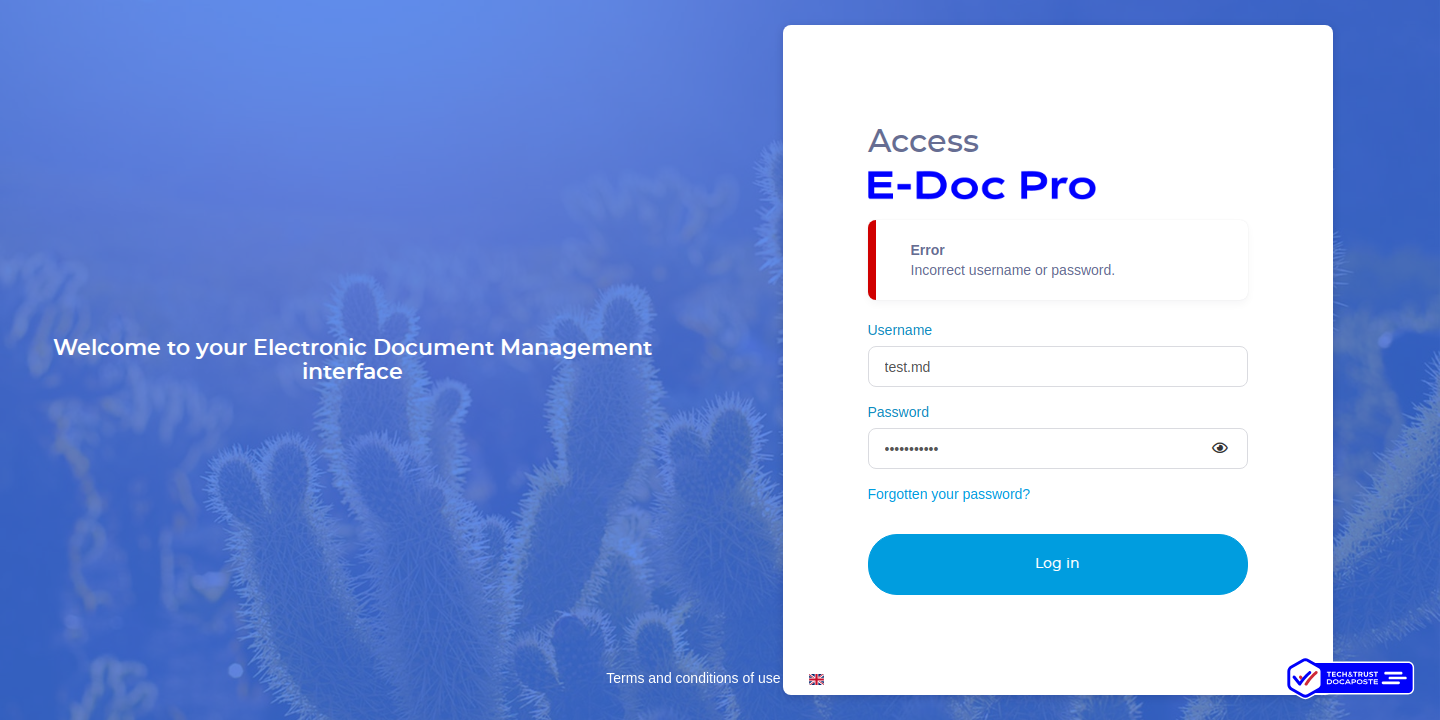 Welcome to your Electronic Document Management
interface
Access
E-Doc Pro
Error
Incorrect username or password.
Username
test.md
Password
•••••••••••
Forgotten your password?
Log in
Terms and conditions of use
TECH&TRUST
DOCAPOSTE